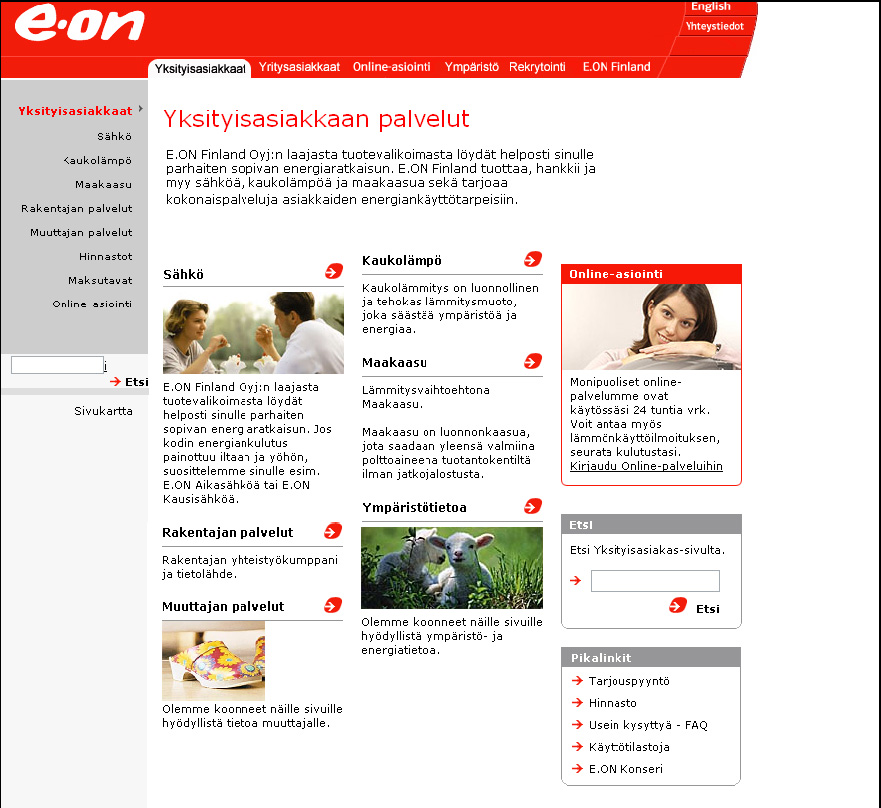 e·on
English
Yhteystiedot
Yksityisasiakkaat
Yritysasiakkaat
Online-asiointi
Ympäristö
Rekrytointi
E.ON Finland
Yksityisasiakkaat
Sähkö
Kaukolämpö
Maakaasu
Rakentajan palvelut
Muuttajan palvelut
Hinnastot
Maksutavat
Online-asiointi
Etsi
Sivukartta
Yksityisasiakkaan palvelut
E.ON Finland Oyj:n laajasta tuotevalikoimasta löydät helposti sinulle
parhaiten sopivan energiaratkaisun. E.ON Finland tuottaa, hankkii ja
myy sähköä, kaukolämpöä ja maakaasua sekä tarjoaa
kokonaispalveluja asiakkaiden energiankäyttötarpeisiin.
Sähkö
E.ON Finland Oyj:n laajasta
tuotevalikoimasta löydät
helposti sinulle parhaiten
sopivan energiaratkaisun. Jos
kodin energiankulutus
painottuu iltaan ja yöhön,
suosittelemme sinulle esim.
E.ON Aikasähköä tai E.ON
Kausisähköä.
Rakentajan palvelut
Rakentajan yhteistyökumppani
ja tietolähde.
Muuttajan palvelut
Olemme koonneet näille sivuille
hyödyllistä tietoa muuttajalle.
Kaukolämpö
Kaukolämmitys on luonnollinen
ja tehokas lämmitysmuoto,
joka säästää ympäristöä ja
energiaa.
Maakaasu
Lämmitysvaihtoehtona
Maakaasu.
Maakaasu on luonnonkaasua,
jota saadaan yleensä valmiina
polttoaineena tuotantokentiltä
ilman jatkojalostusta.
Ympäristötietoa
Olemme koonneet näille sivuille
hyödyllistä ympäristö- ja
energiatietoa.
Online-asiointi
Monipuoliset online-
palvelumme ovat
käytössäsi 24 tuntia vrk.
Voit antaa myös
lämmönkäyttöilmoituksen,
seurata kulutustasi.
Kirjaudu Online-palveluihin
Etsi
Etsi Yksityisasiakas-sivulta.
Etsi
Pikalinkit
Tarjouspyyntö
Hinnasto
Usein kysyttyä - FAQ
Käyttötilastoja
E.ON Konseri